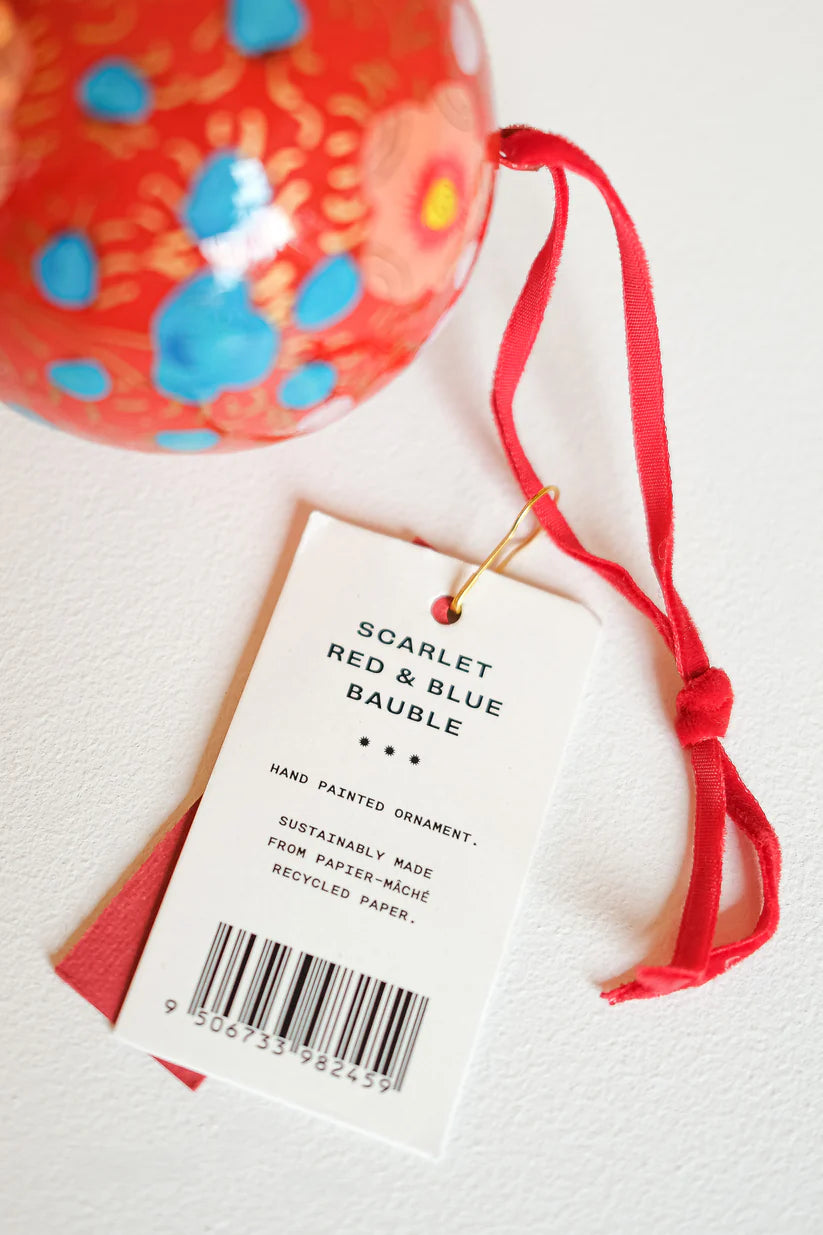 SCARLET
RED & BLUE
BAUBLE
HAND PAINTED ORNAMENT.
SUSTAINABLY MADE
FROM PAPIER-MÂCHÉ
RECYCLED PAPER.
9 506733 982459